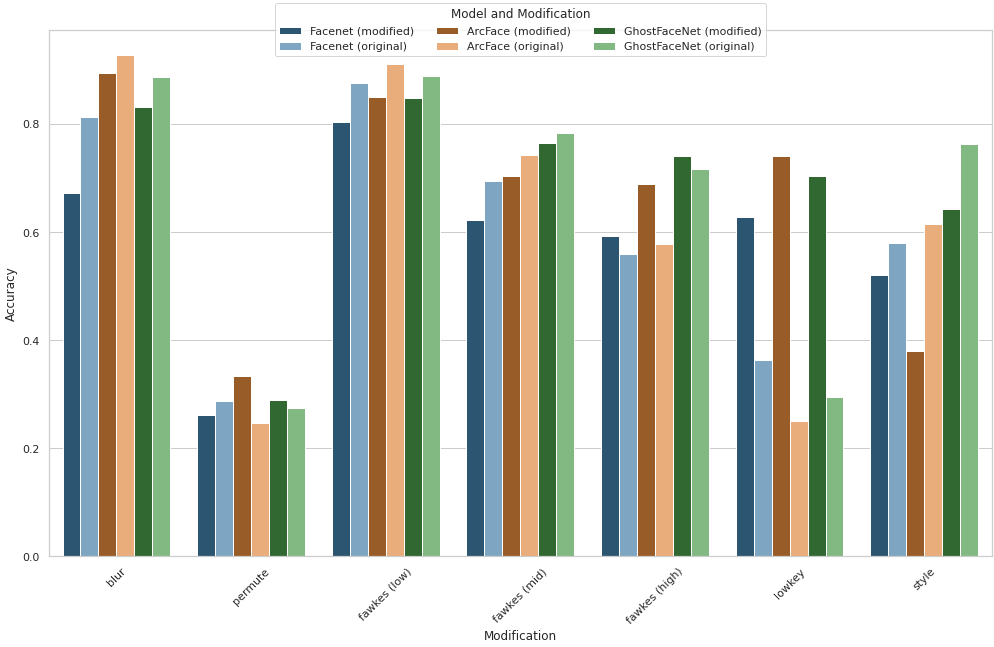 Model and Modification
Facenet (modified) ArcFace (modified) GhostFaceNet (modified)
Facenet (original) ArcFace (original) GhostFaceNet (original)
Accuracy
0.8
0.6
0.4
0.2
0.0
blur permute fawkes (low) fawkes (mid) fawkes (high) lowkey style
Modification